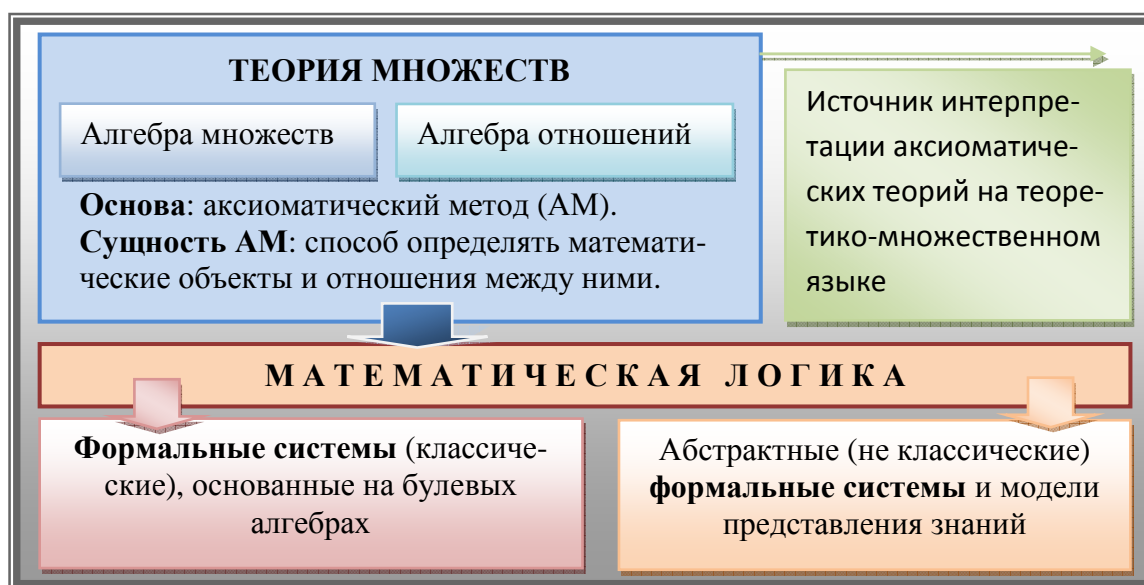 ТЕОРИЯ МНОЖЕСТВ
Алгебра множеств
Алгебра отношений
Основа: аксиоматический метод (АМ).
Сущность АМ: способ определять математи-
ческие объекты и отношения между ними.
Источник интерпре-
тации аксиоматиче-
ских теорий на теоре-
тико-множественном
языке
МАТЕМАТИЧЕСКАЯ ЛОГИКА
Формальные системы (классиче-
ские), основанные на булевых
алгебрах
Абстрактные (не классические)
формальные системы и модели
представления знаний